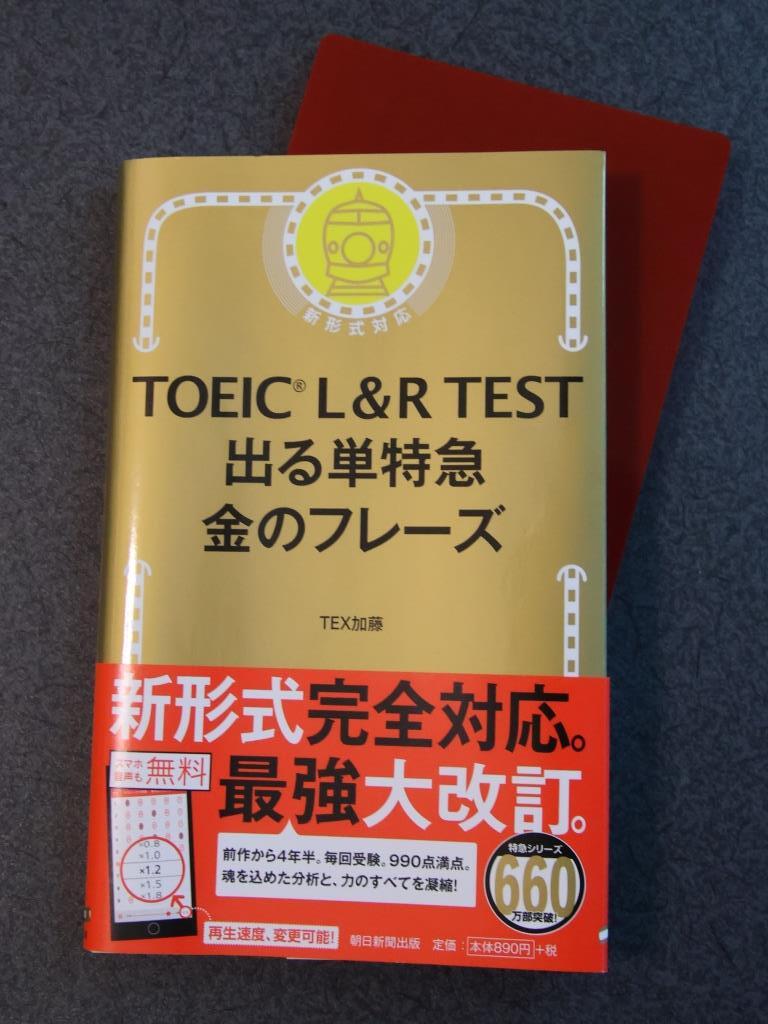 新形式対応
TOEIC® L&R TEST
出る単特急
金のフレーズ
TEX加藤
新形式完全対応。
最強大改訂。
スマホ
音声も
無料
×0.8
×1.0
×1.2
×1.5
×1.8
前作から4年半。毎回受験。990点満点。
魂を込めた分析と、力のすべてを凝縮!
特急シリーズ
660
万部突破!
再生速度、変更可能!
朝日新聞出版 定価:本体890円+税